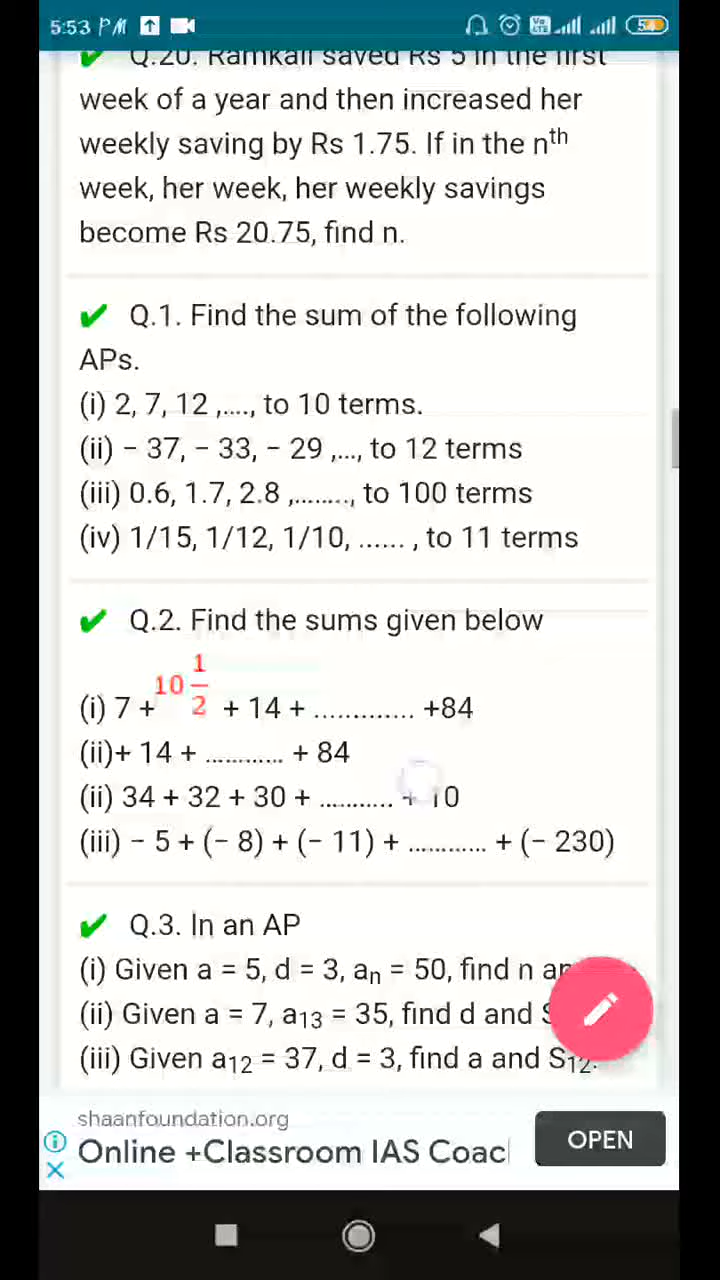 5:53 PM
54
Q.20. Ramkali saved Rs 5 in the first
week of a year and then increased her
weekly saving by Rs 1.75. If in the nth
week, her week, her weekly savings
become Rs 20.75, find n.
✔ Q.1. Find the sum of the following
APs.
(i) 2, 7, 12 ,...., to 10 terms.
(ii) − 37, − 33, − 29 ,..., to 12 terms
(iii) 0.6, 1.7, 2.8 ,........, to 100 terms
(iv) 1/15, 1/12, 1/10, ...... , to 11 terms
✔ Q.2. Find the sums given below
(i) 7 + 10 1/2 + 14 + ............. +84
(ii)+ 14 + ............ + 84
(ii) 34 + 32 + 30 + ........... + 10
(iii) − 5 + (− 8) + (− 11) + ............ + (− 230)
✔ Q.3. In an AP
(i) Given a = 5, d = 3, an = 50, find n
(ii) Given a = 7, a13 = 35, find d and
(iii) Given a12 = 37, d = 3, find a and S12.
shaanfoundation.org
Online +Classroom IAS Coac
OPEN